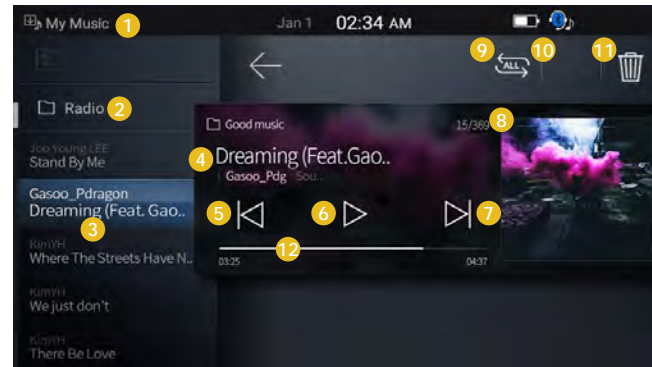 My Music 1
Jan 1 02:34 AM
9 10 11
ALL
Radio 2
Good music
15/369 8
Joo Young LEE
Stand By Me
4 Dreaming (Feat.Gao..
Gasoo_Pdg Sou..
Gasoo_Pdragon
Dreaming (Feat. Gao..
3
5 6 7
12
03:25 04:37
KimYH
Where The Streets Have N..
KimYH
We just don't
KimYH
There Be Love